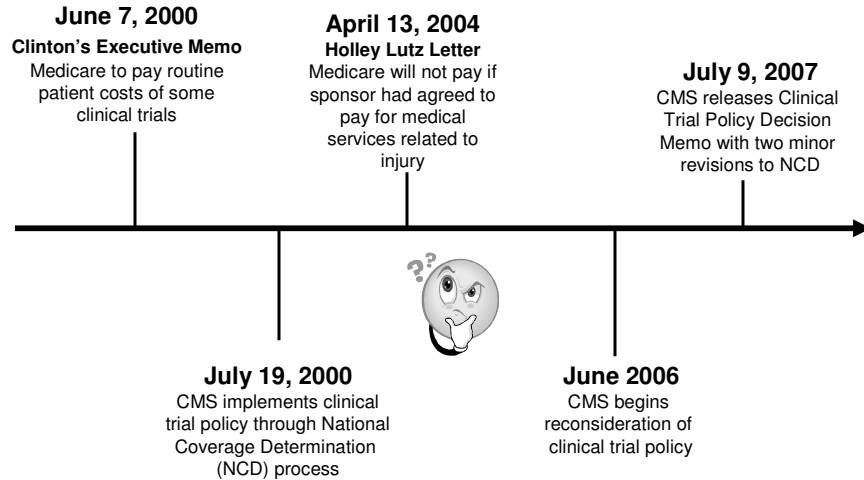 June 7, 2000
Clinton's Executive Memo
Medicare to pay routine
patient costs of some
clinical trials
April 13, 2004
Holley Lutz Letter
Medicare will not pay if
sponsor had agreed to
pay for medical
services related to
injury
July 9, 2007
CMS releases Clinical
Trial Policy Decision
Memo with two minor
revisions to NCD
??
July 19, 2000
CMS implements clinical
trial policy through National
Coverage Determination
(NCD) process
June 2006
CMS begins
reconsideration of
clinical trial policy